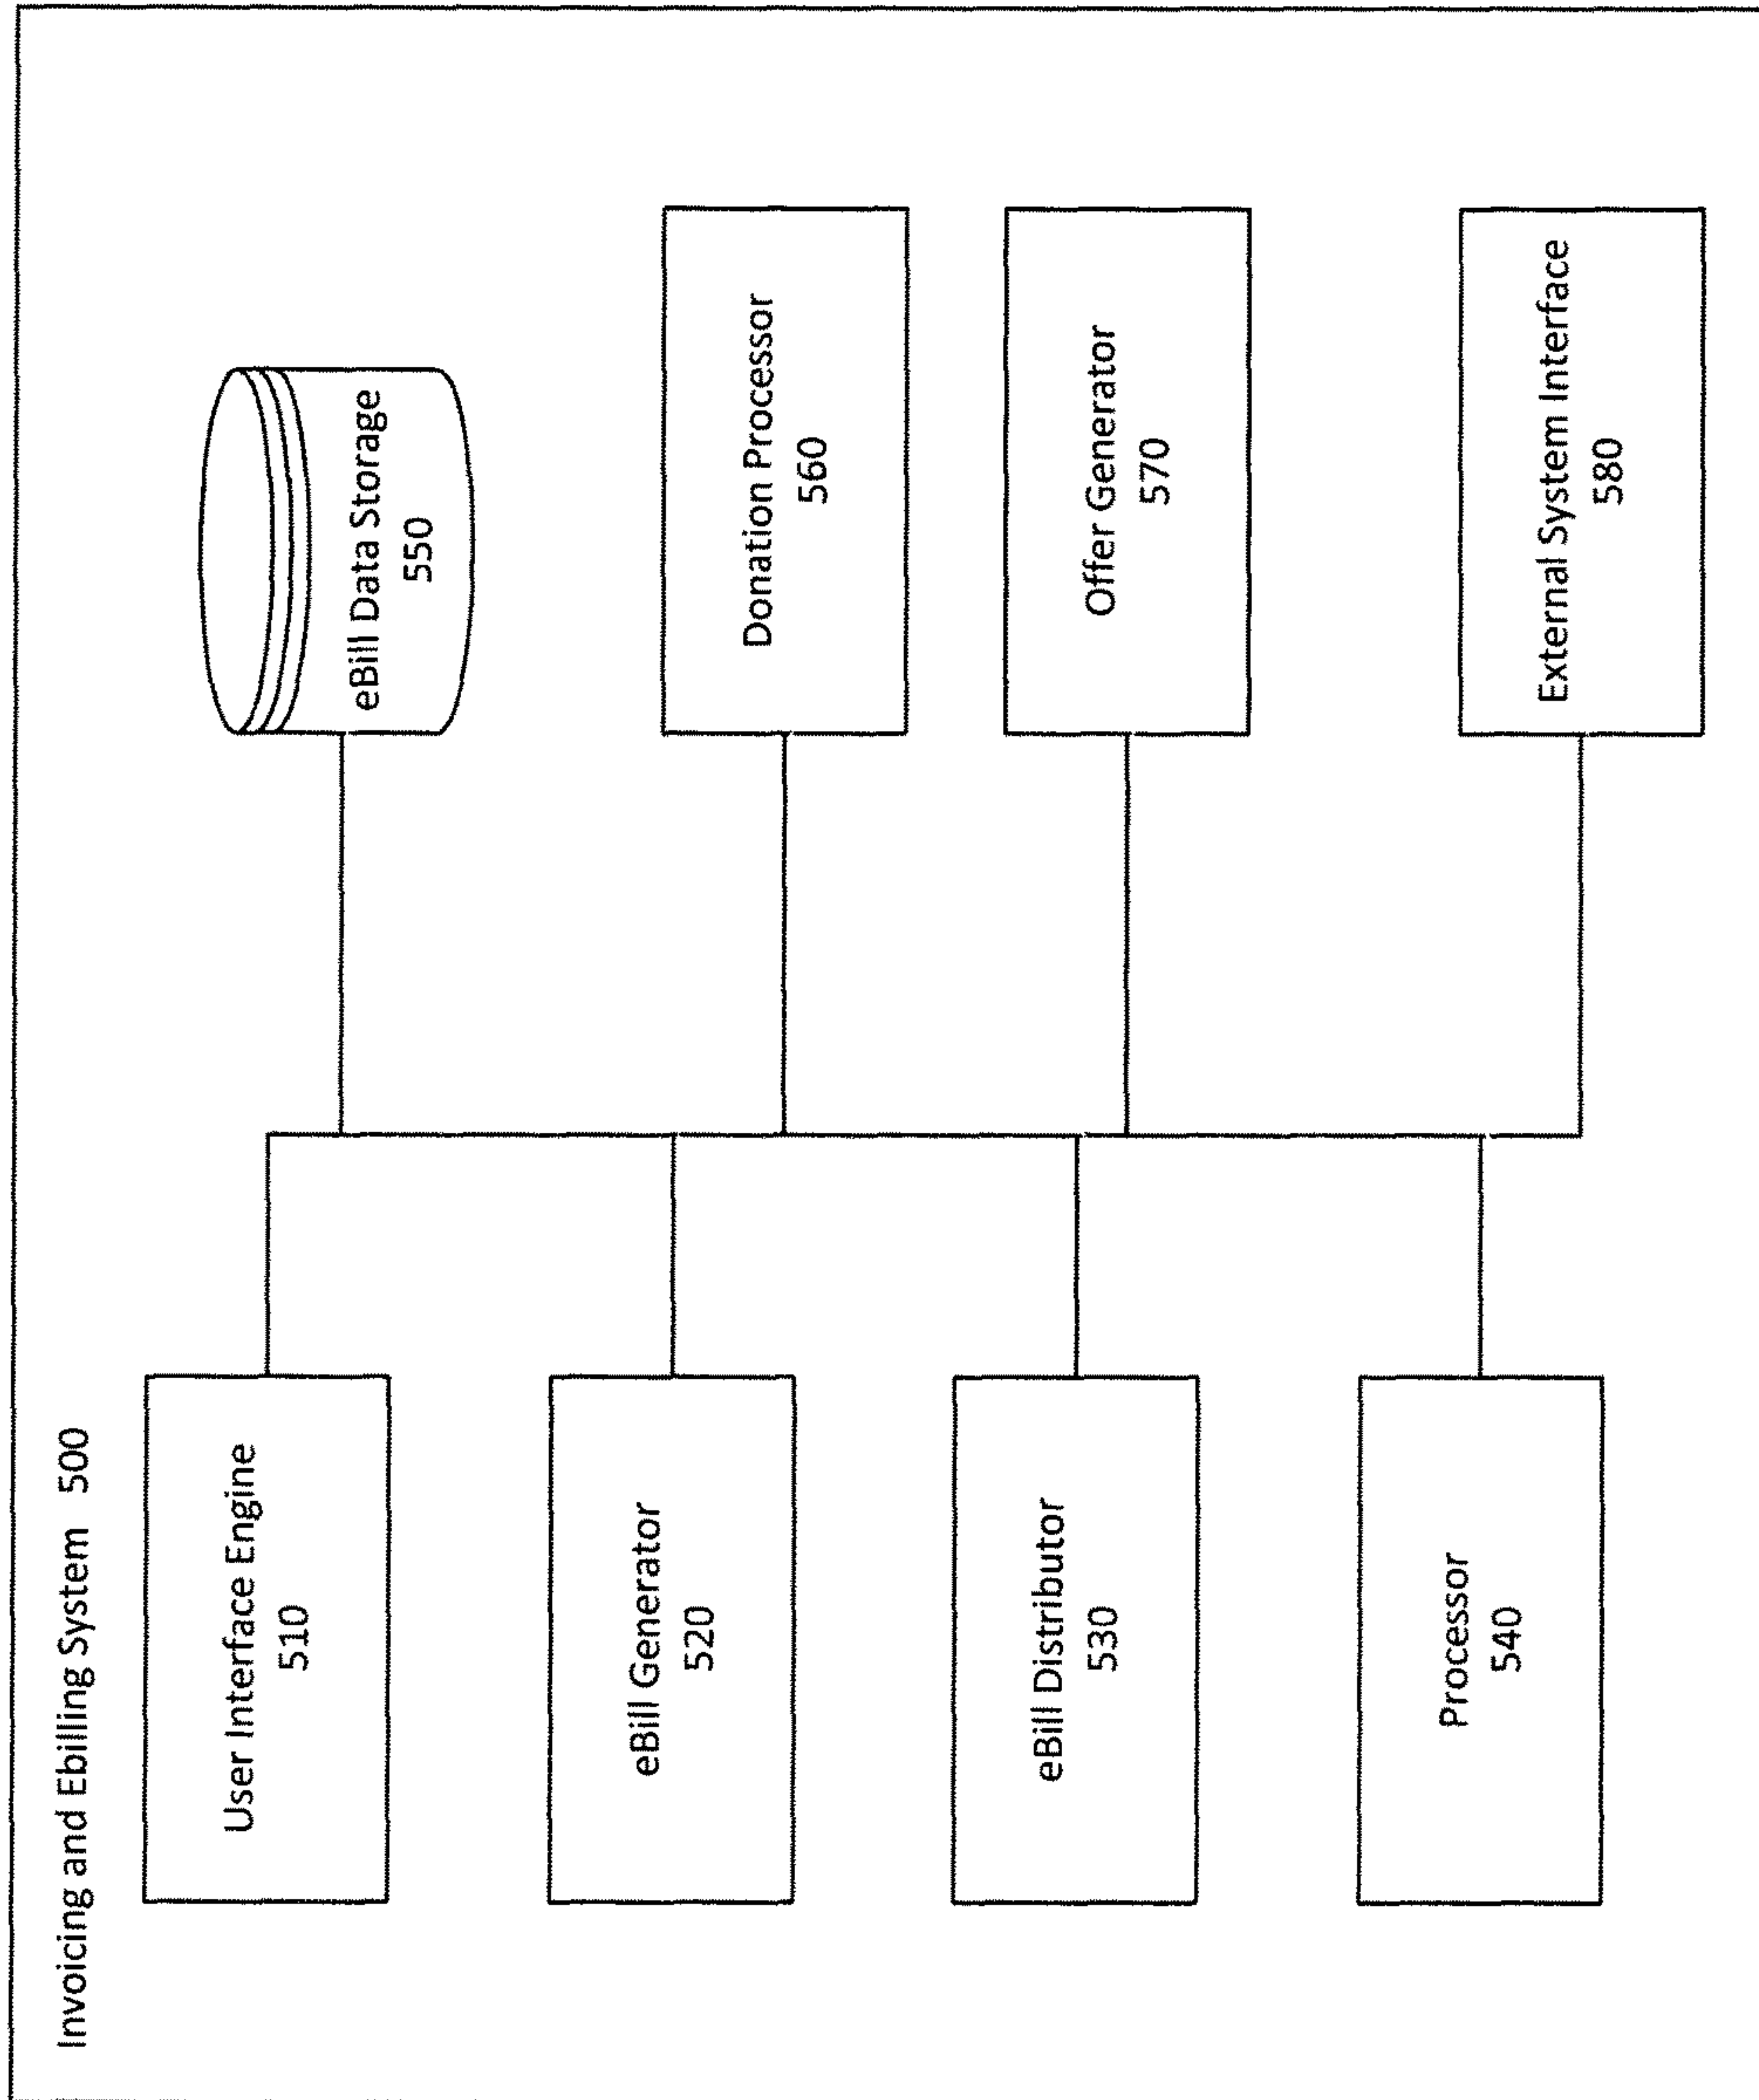 Invoicing and Ebilling System 500
User Interface Engine
510
eBill Generator
520
eBill Distributor
530
Processor
540
eBill Data Storage
550
Donation Processor
560
Offer Generator
570
External System Interface
580